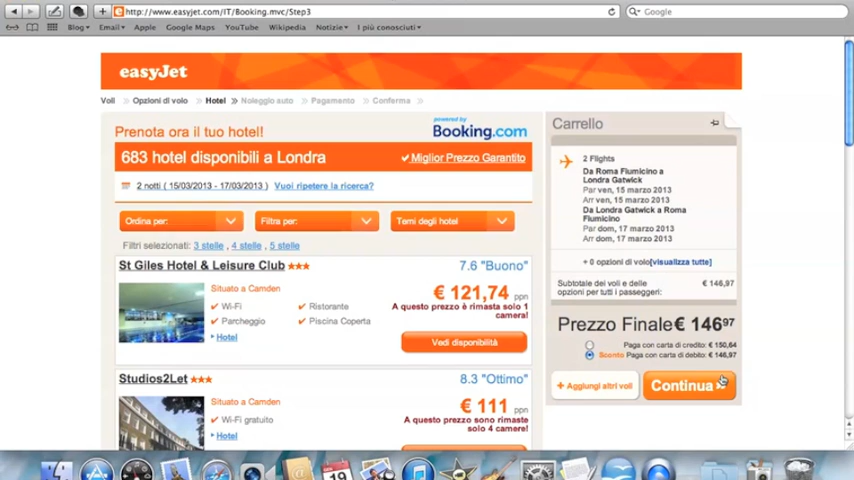 http://www.easyjet.com/IT/Booking.mvc/Step3
Google
Blog Email Apple Google Maps YouTube Wikipedia Notizie I più conosciuti
easyJet
Voli Opzioni di volo Hotel Noleggio auto Pagamento Conferma
Prenota ora il tuo hotel!
powered by
Booking.com
683 hotel disponibili a Londra
Miglior Prezzo Garantito
2 notti ( 15/03/2013 - 17/03/2013 ) Vuoi ripetere la ricerca?
Ordina per: Filtra per: Temi degli hotel
Filtri selezionati: 3 stelle , 4 stelle , 5 stelle
St Giles Hotel & Leisure Club
7.6 "Buono"
Situato a Camden
Wi-Fi Ristorante
Parcheggio Piscina Coperta
Hotel
€ 121,74 ppn
A questo prezzo è rimasta solo 1
camera!
Vedi disponibilità
Studios2Let
8.3 "Ottimo"
Situato a Camden
Wi-Fi gratuito
Hotel
€ 111 ppn
A questo prezzo sono rimaste
solo 4 camere!
Carrello
2 Flights
Da Roma Fiumicino a
Londra Gatwick
Par ven, 15 marzo 2013
Arr ven, 15 marzo 2013
Da Londra Gatwick a Roma
Fiumicino
Par dom, 17 marzo 2013
Arr dom, 17 marzo 2013
+ 0 opzioni di volo[visualizza tutte]
Subtotale dei voli e delle
opzioni per tutti i passeggeri:
€ 146,97
Prezzo Finale€ 14697
Paga con carta di credito: € 150,64
Sconto Paga con carta di debito: € 146,97
+ Aggiungi altri voli
Continua
19